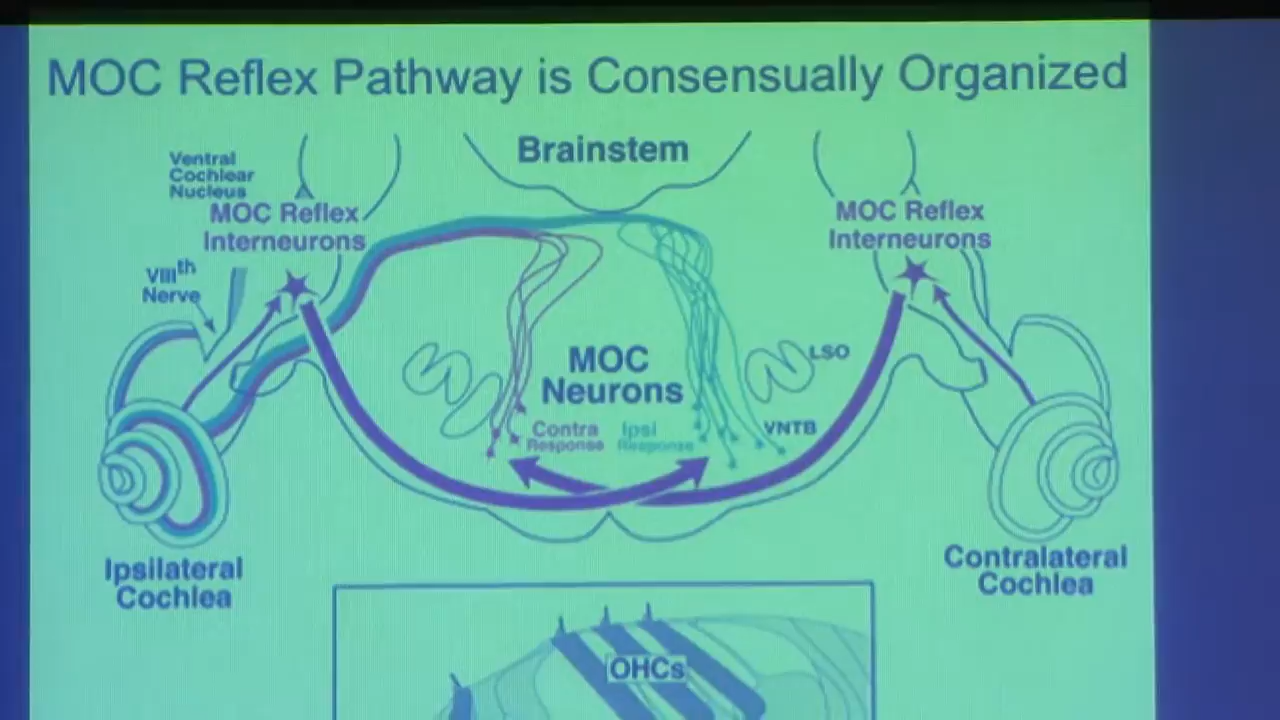 MOC Reflex Pathway is Consensually Organized
Brainstem
Ventral
Cochlear
Nucleus
MOC Reflex
Interneurons
MOC Reflex
Interneurons
VIIIth
Nerve
MOC
Neurons
LSO
Contra
Response
Ipsi
Response
VNTB
Ipsilateral
Cochlea
Contralateral
Cochlea
OHCs